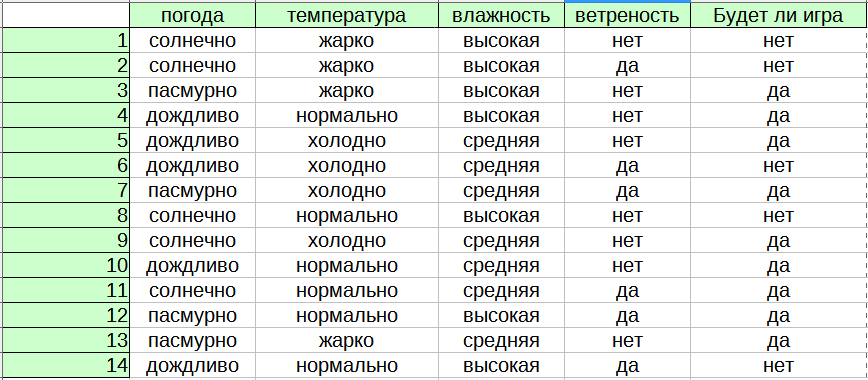 погода температура влажность ветреность Будет ли игра
1 солнечно жарко высокая нет нет
2 солнечно жарко высокая да нет
3 пасмурно жарко высокая нет да
4 дождливо нормально высокая нет да
5 дождливо холодно средняя нет да
6 дождливо холодно средняя да нет
7 пасмурно холодно средняя да да
8 солнечно нормально высокая нет нет
9 солнечно холодно средняя нет да
10 дождливо нормально средняя нет да
11 солнечно нормально средняя да да
12 пасмурно нормально высокая да да
13 пасмурно жарко средняя нет да
14 дождливо нормально высокая да нет